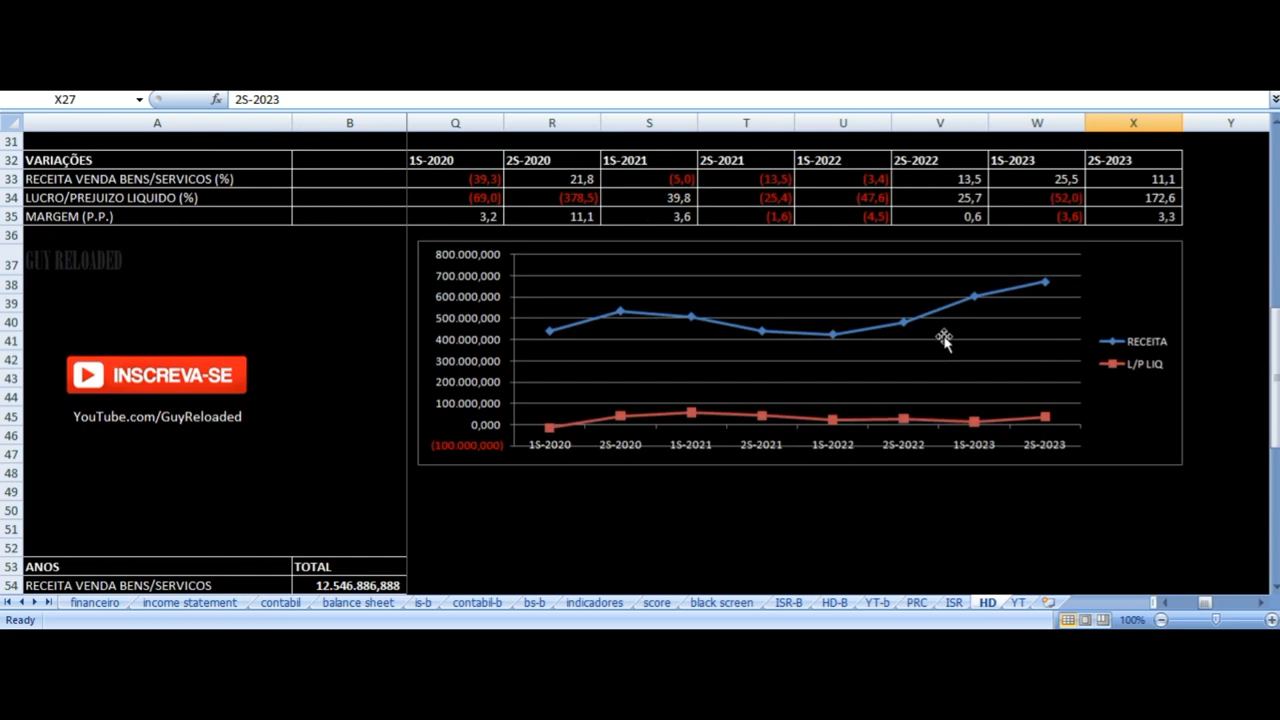 X27 fx 2S-2023
A B Q R S T U V W X Y
31
32 VARIAÇÕES 1S-2020 2S-2020 1S-2021 2S-2021 1S-2022 2S-2022 1S-2023 2S-2023
33 RECEITA VENDA BENS/SERVICOS (%) (39,3) 21,8 (5,0) (13,5) (3,4) 13,5 25,5 11,1
34 LUCRO/PREJUIZO LIQUIDO (%) (69,0) (378,5) 39,8 (25,4) (47,6) 25,7 (52,0) 172,6
35 MARGEM (P.P.) 3,2 11,1 3,6 (1,6) (4,5) 0,6 (3,6) 3,3
36
37 GUY RELOADED
800.000,000
700.000,000
38
39 600.000,000
40 500.000,000
41 400.000,000 RECEITA
42 300.000,000 L/P LIQ
43 INSCREVA-SE 200.000,000
44 100.000,000
45 YouTube.com/GuyReloaded 0,000
46 (100.000,000) 1S-2020 2S-2020 1S-2021 2S-2021 1S-2022 2S-2022 1S-2023 2S-2023
47
48
49
50
51
52
53 ANOS TOTAL
54 RECEITA VENDA BENS/SERVICOS 12.546.886,888
financeiro income statement contabil balance sheet is-b contabil-b bs-b indicadores score black screen ISR-B HD-B YT-b PRC ISR HD YT
Ready 100%